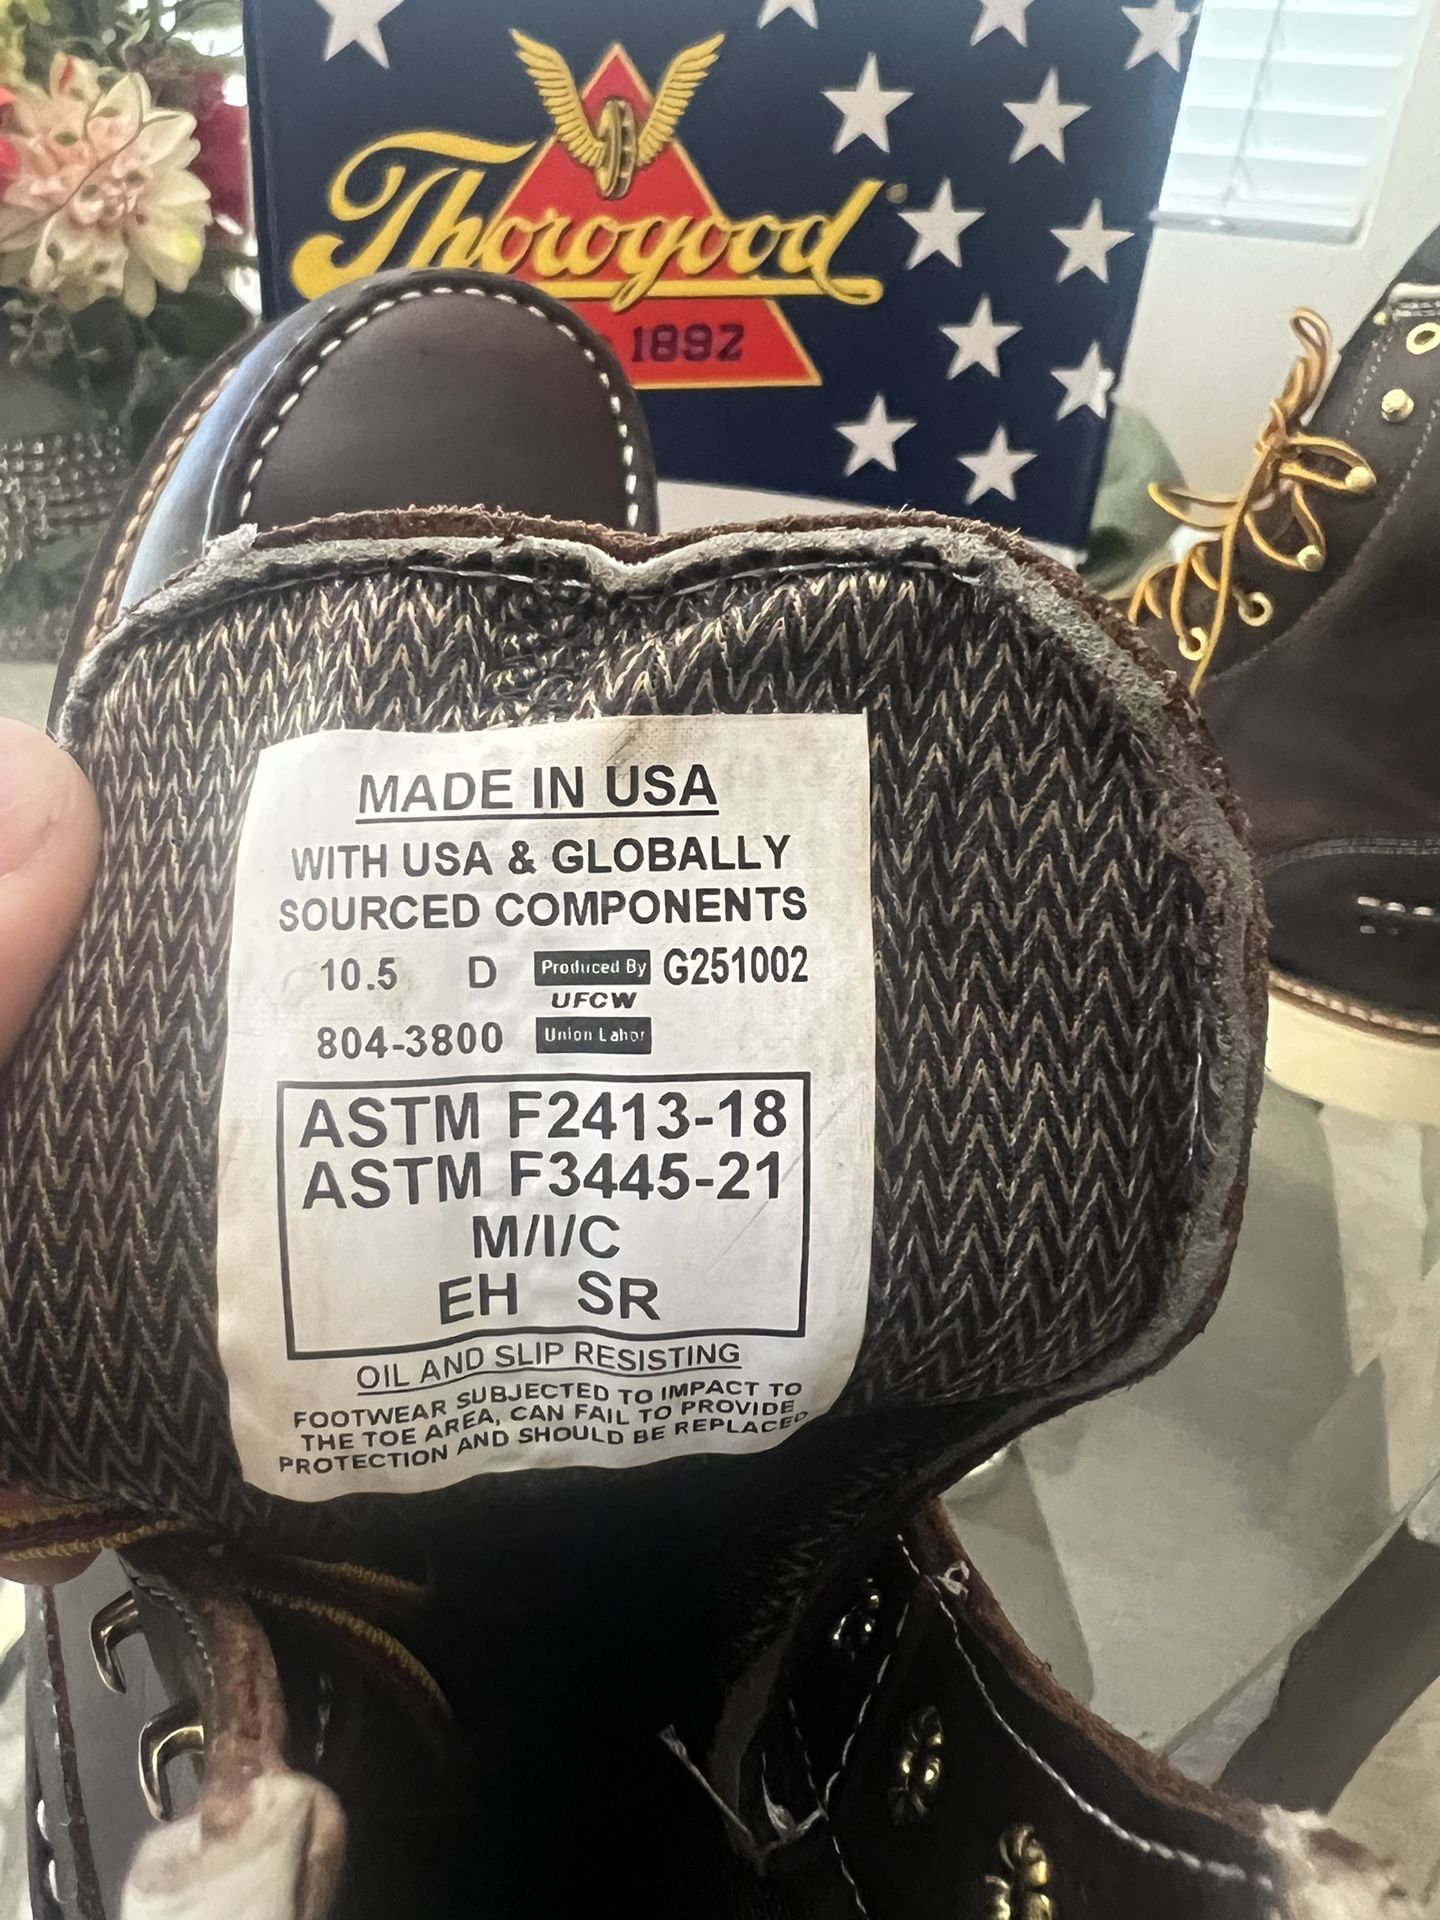 Thorogood
1892
MADE IN USA
WITH USA & GLOBALLY
SOURCED COMPONENTS
10.5 D Produced By G251002
UFCW
804-3800 Union Labor
ASTM F2413-18
ASTM F3445-21
M/I/C
EH SR
OIL AND SLIP RESISTING
FOOTWEAR SUBJECTED TO IMPACT TO
THE TOE AREA, CAN FAIL TO PROVIDE
PROTECTION AND SHOULD BE REPLACED